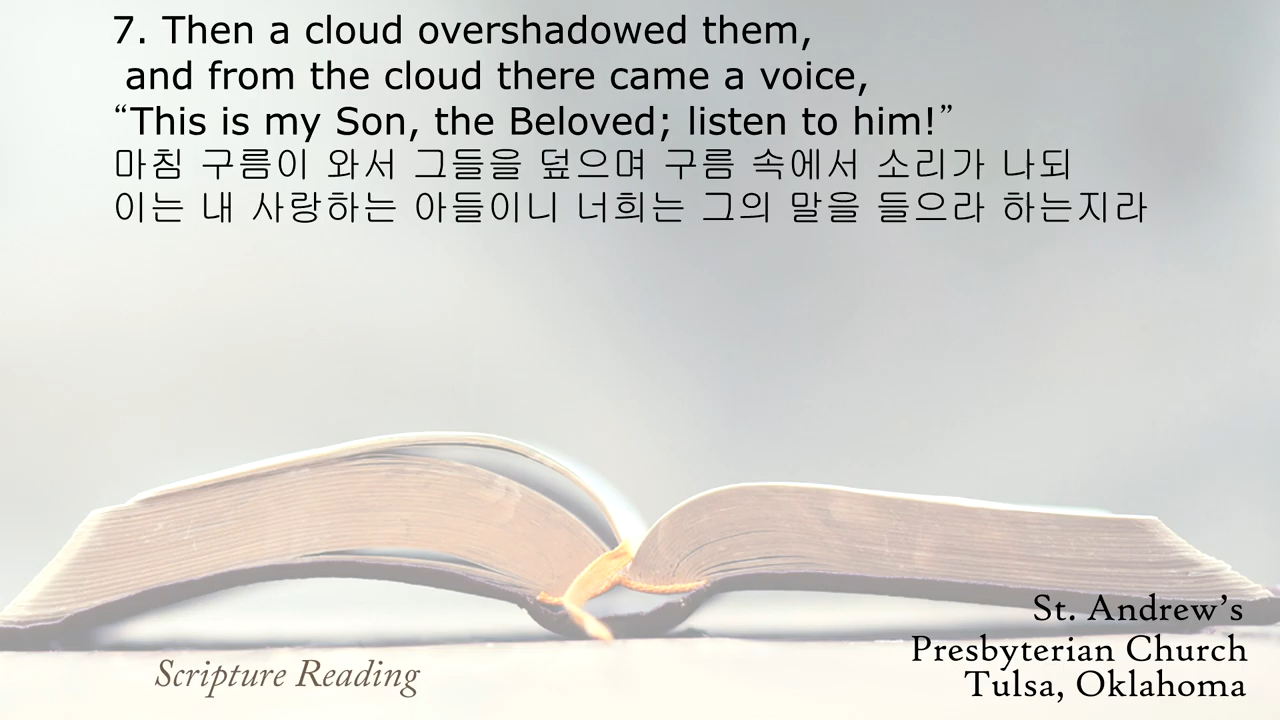 7. Then a cloud overshadowed them,
and from the cloud there came a voice,
“This is my Son, the Beloved; listen to him!”
마침 구름이 와서 그들을 덮으며 구름 속에서 소리가 나되
이는 내 사랑하는 아들이니 너희는 그의 말을 들으라 하는지라
St. Andrew’s
Presbyterian Church
Tulsa, Oklahoma
Scripture Reading